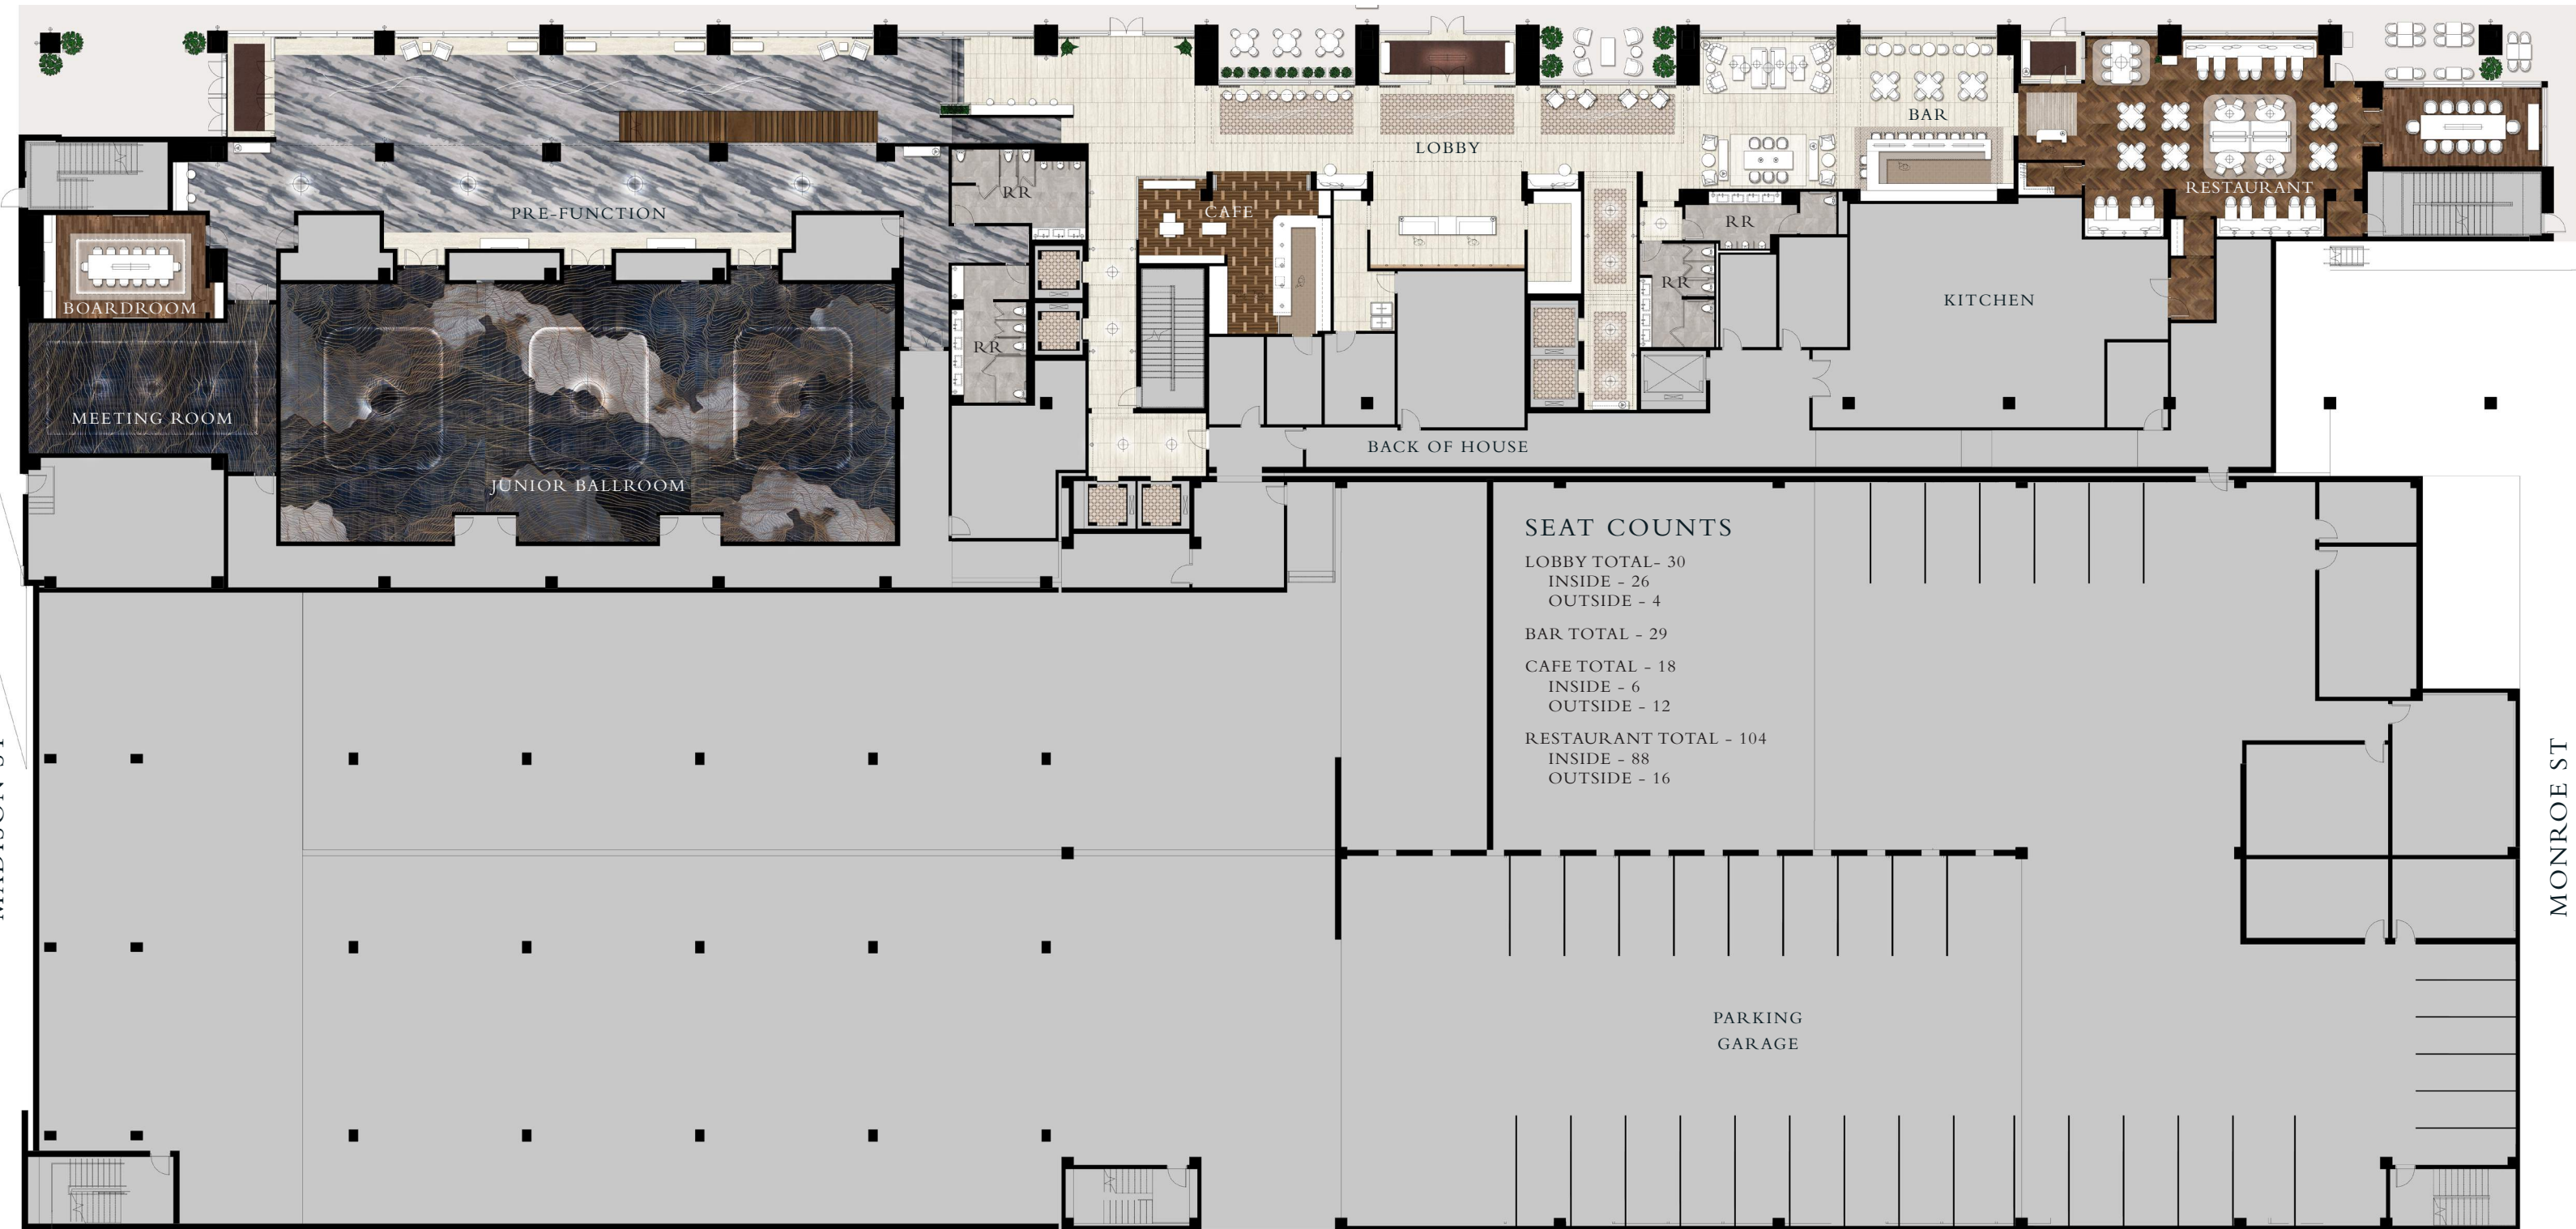 LOBBY
BAR
CAFE
RESTAURANT
RR
RR
RR
RR
PRE-FUNCTION
BOARDROOM
MEETING ROOM
JUNIOR BALLROOM
KITCHEN
BACK OF HOUSE
SEAT COUNTS
LOBBY TOTAL- 30
INSIDE - 26
OUTSIDE - 4
BAR TOTAL - 29
CAFE TOTAL - 18
INSIDE - 6
OUTSIDE - 12
RESTAURANT TOTAL - 104
INSIDE - 88
OUTSIDE - 16
PARKING
GARAGE
MADISON ST
MONROE ST